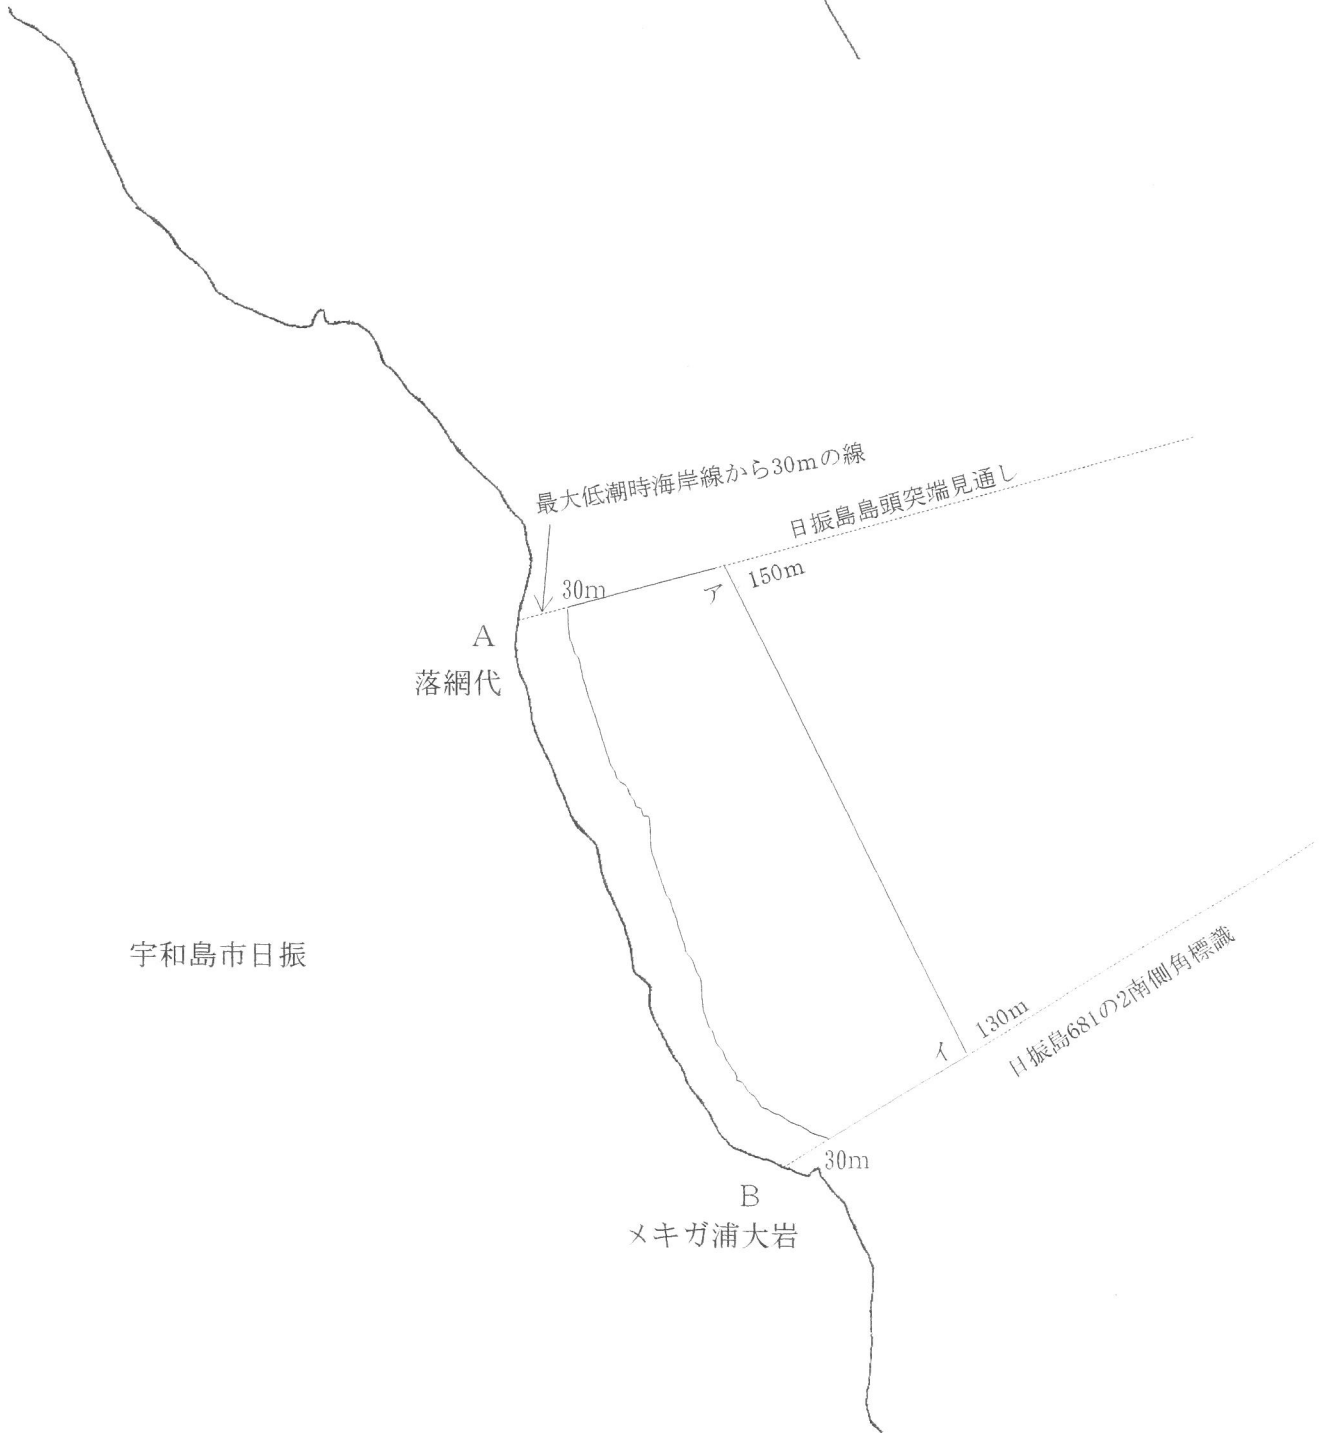 最大低潮時海岸線から30mの線
日振島島頭突端見通し
30m
ア
150m
A
落網代
宇和島市日振
イ
130m
日振島681の2南側角標識
30m
B
メキガ浦大岩